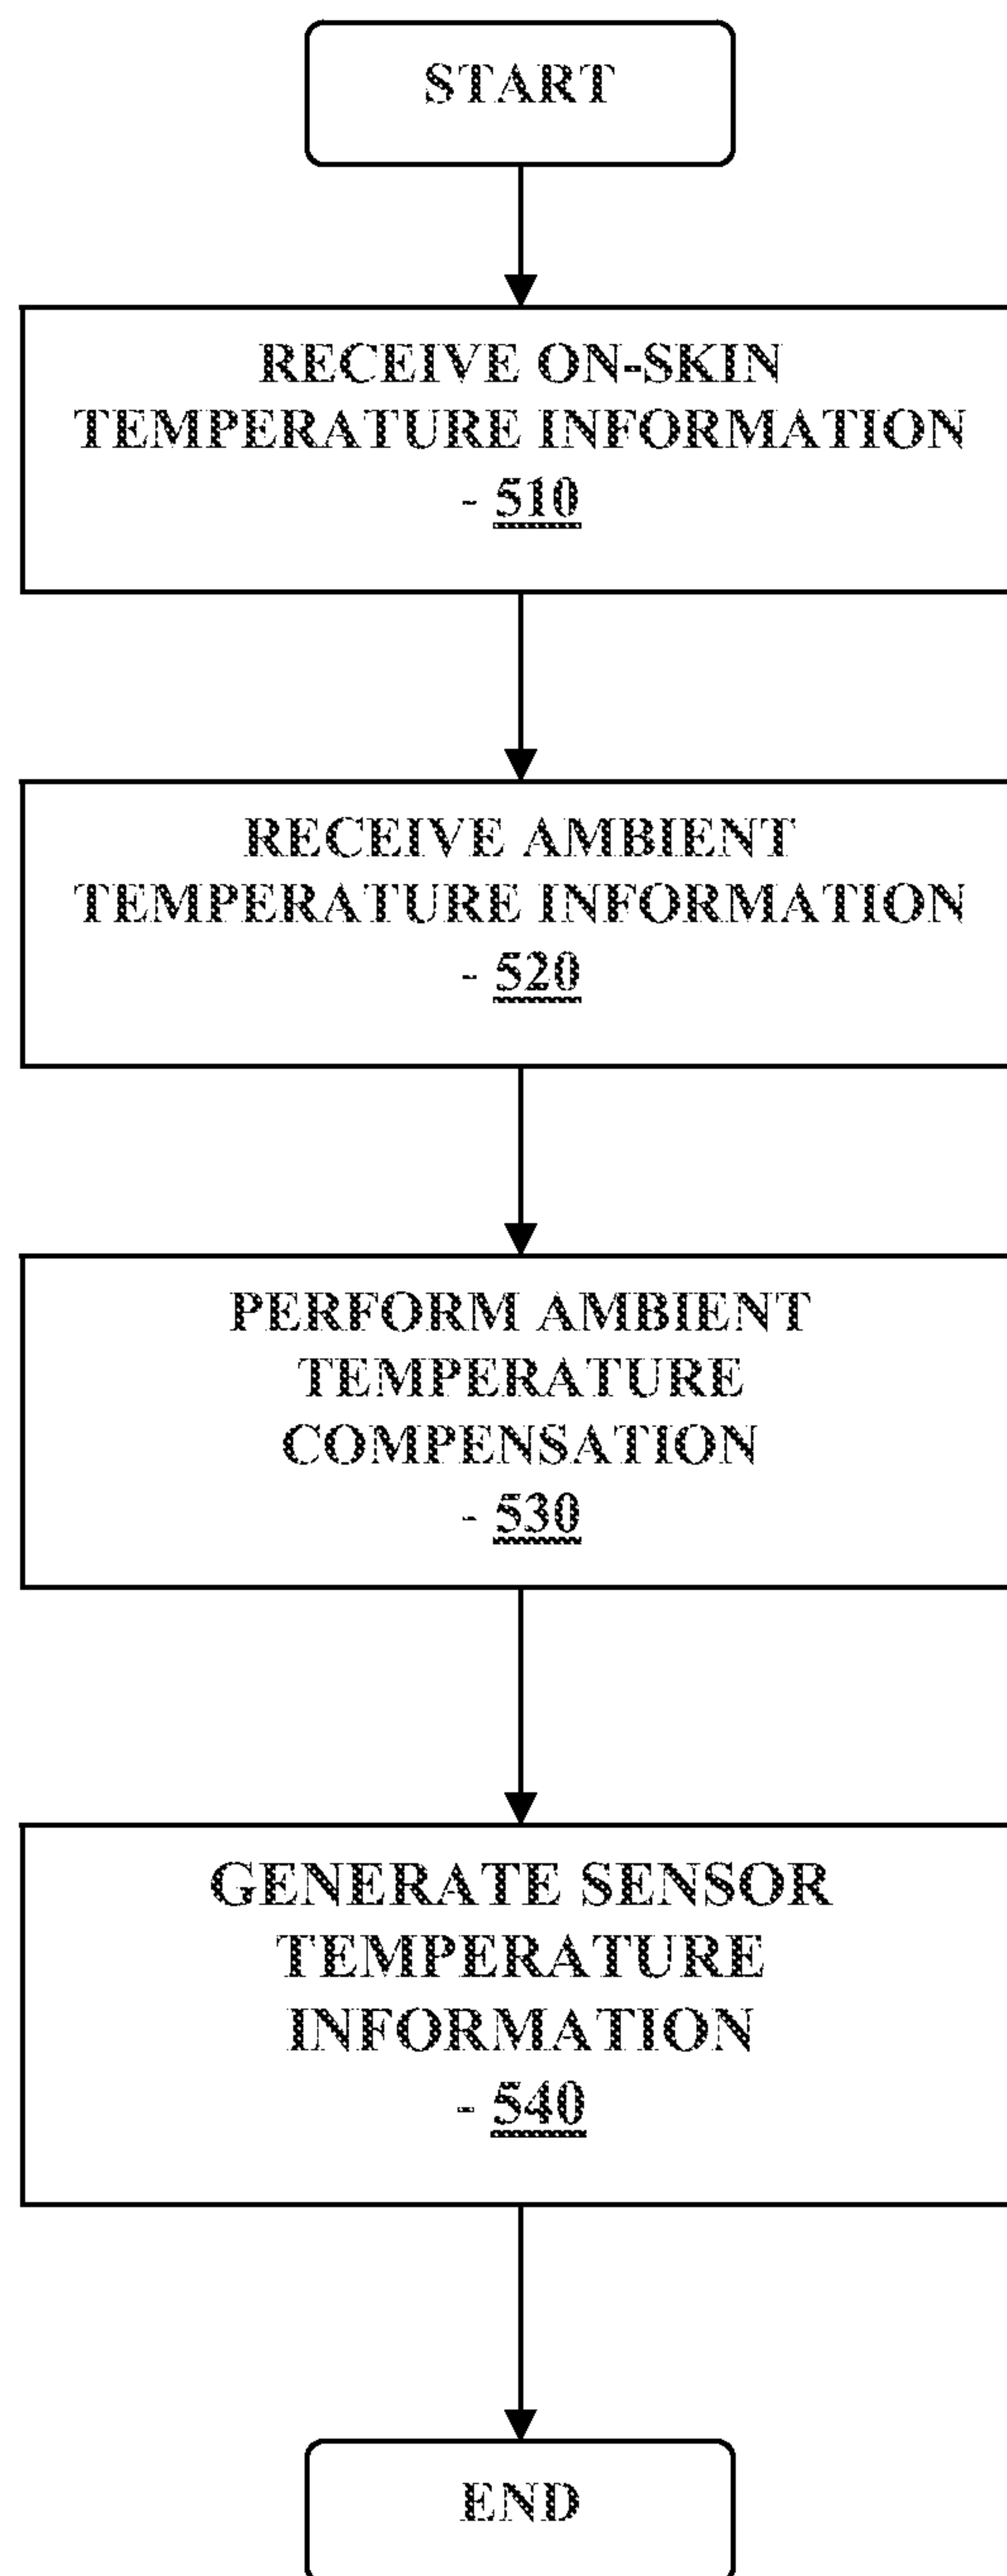 START
RECEIVE ON-SKIN
TEMPERATURE INFORMATION
- 510
RECEIVE AMBIENT
TEMPERATURE INFORMATION
- 520
PERFORM AMBIENT
TEMPERATURE
COMPENSATION
- 530
GENERATE SENSOR
TEMPERATURE
INFORMATION
- 540
END